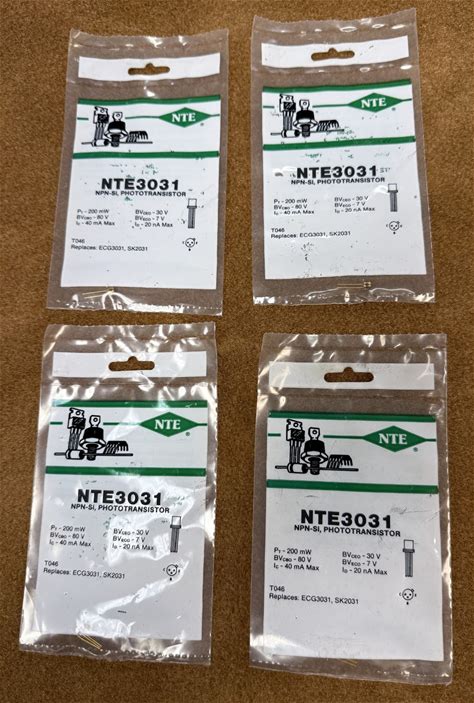 NTE
®
NTE3031
NPN-Si, PHOTOTRANSISTOR
PT - 200 mW BVCEO - 30 V
BVCBO - 80 V BVECO - 7 V
IC - 40 mA Max ID - 20 nA Max
T046
Replaces: ECG3031, SK2031
NTE
®
NTE3031
NPN-Si, PHOTOTRANSISTOR
PT - 200 mW BVCEO - 30 V
BVCBO - 80 V BVECO - 7 V
IC - 40 mA Max ID - 20 nA Max
T046
Replaces: ECG3031, SK2031
NTE
®
NTE3031
NPN-Si, PHOTOTRANSISTOR
PT - 200 mW BVCEO - 30 V
BVCBO - 80 V BVECO - 7 V
IC - 40 mA Max ID - 20 nA Max
T046
Replaces: ECG3031, SK2031
NTE
®
NTE3031
NPN-Si, PHOTOTRANSISTOR
PT - 200 mW BVCEO - 30 V
BVCBO - 80 V BVECO - 7 V
IC - 40 mA Max ID - 20 nA Max
T046
Replaces: ECG3031, SK2031